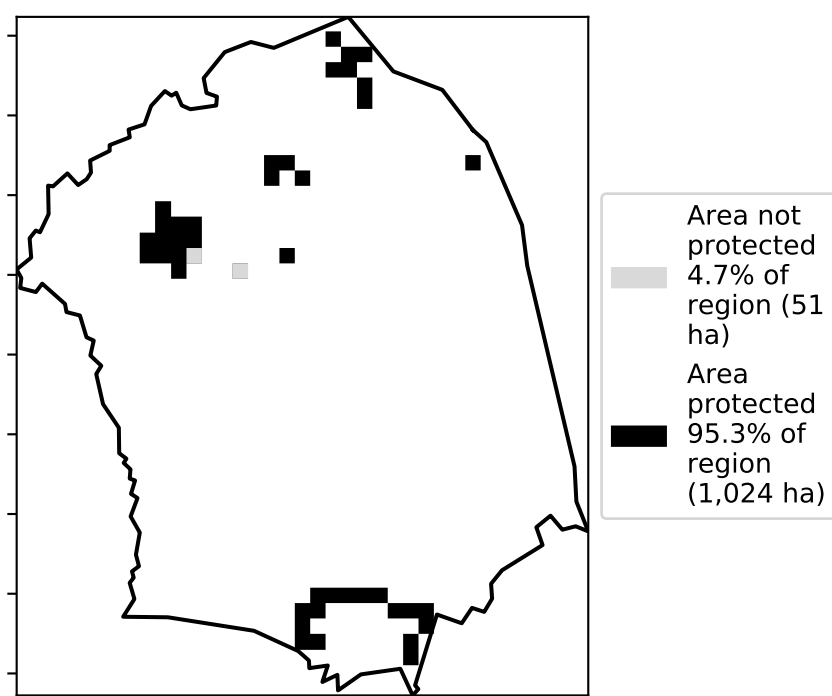 Area not
protected
4.7% of
region (51
ha)
Area
protected
95.3% of
region
(1,024 ha)